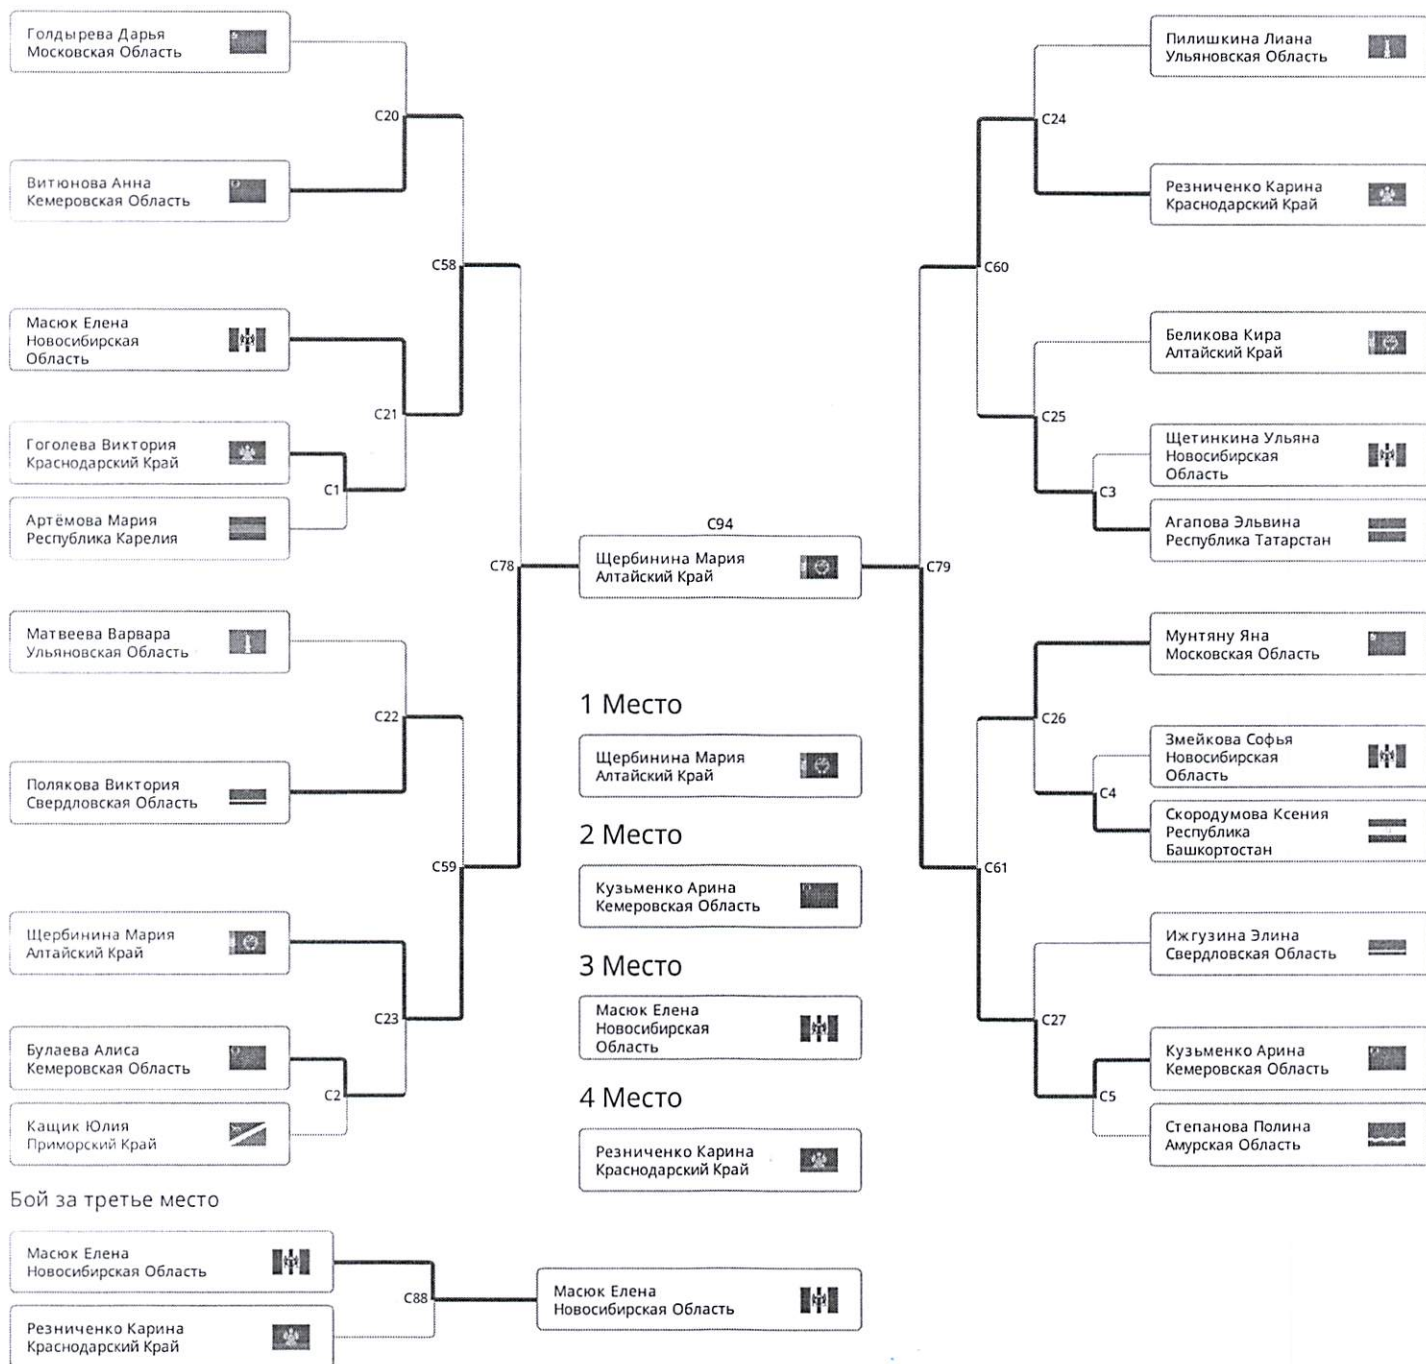 Голдырева Дарья
Московская Область
C20
Витюнова Анна
Кемеровская Область
C58
Масюк Елена
Новосибирская
Область
C21
Гоголева Виктория
Краснодарский Край
C1
Артёмова Мария
Республика Карелия
C78
Матвеева Варвара
Ульяновская Область
C22
Полякова Виктория
Свердловская Область
C59
Щербинина Мария
Алтайский Край
C23
Булаева Алиса
Кемеровская Область
C2
Кащик Юлия
Приморский Край
C94
Щербинина Мария
Алтайский Край
1 Место
Щербинина Мария
Алтайский Край
2 Место
Кузьменко Арина
Кемеровская Область
3 Место
Масюк Елена
Новосибирская
Область
4 Место
Резниченко Карина
Краснодарский Край
Пилишкина Лиана
Ульяновская Область
C24
Резниченко Карина
Краснодарский Край
C60
Беликова Кира
Алтайский Край
C25
Щетинкина Ульяна
Новосибирская
Область
C3
Агапова Эльвина
Республика Татарстан
C79
Мунтяну Яна
Московская Область
C26
Змейкова Софья
Новосибирская
Область
C4
Скородумова Ксения
Республика
Башкортостан
C61
Ижгузина Элина
Свердловская Область
C27
Кузьменко Арина
Кемеровская Область
C5
Степанова Полина
Амурская Область
Бой за третье место
Масюк Елена
Новосибирская Область
C88
Резниченко Карина
Краснодарский Край
Масюк Елена
Новосибирская Область